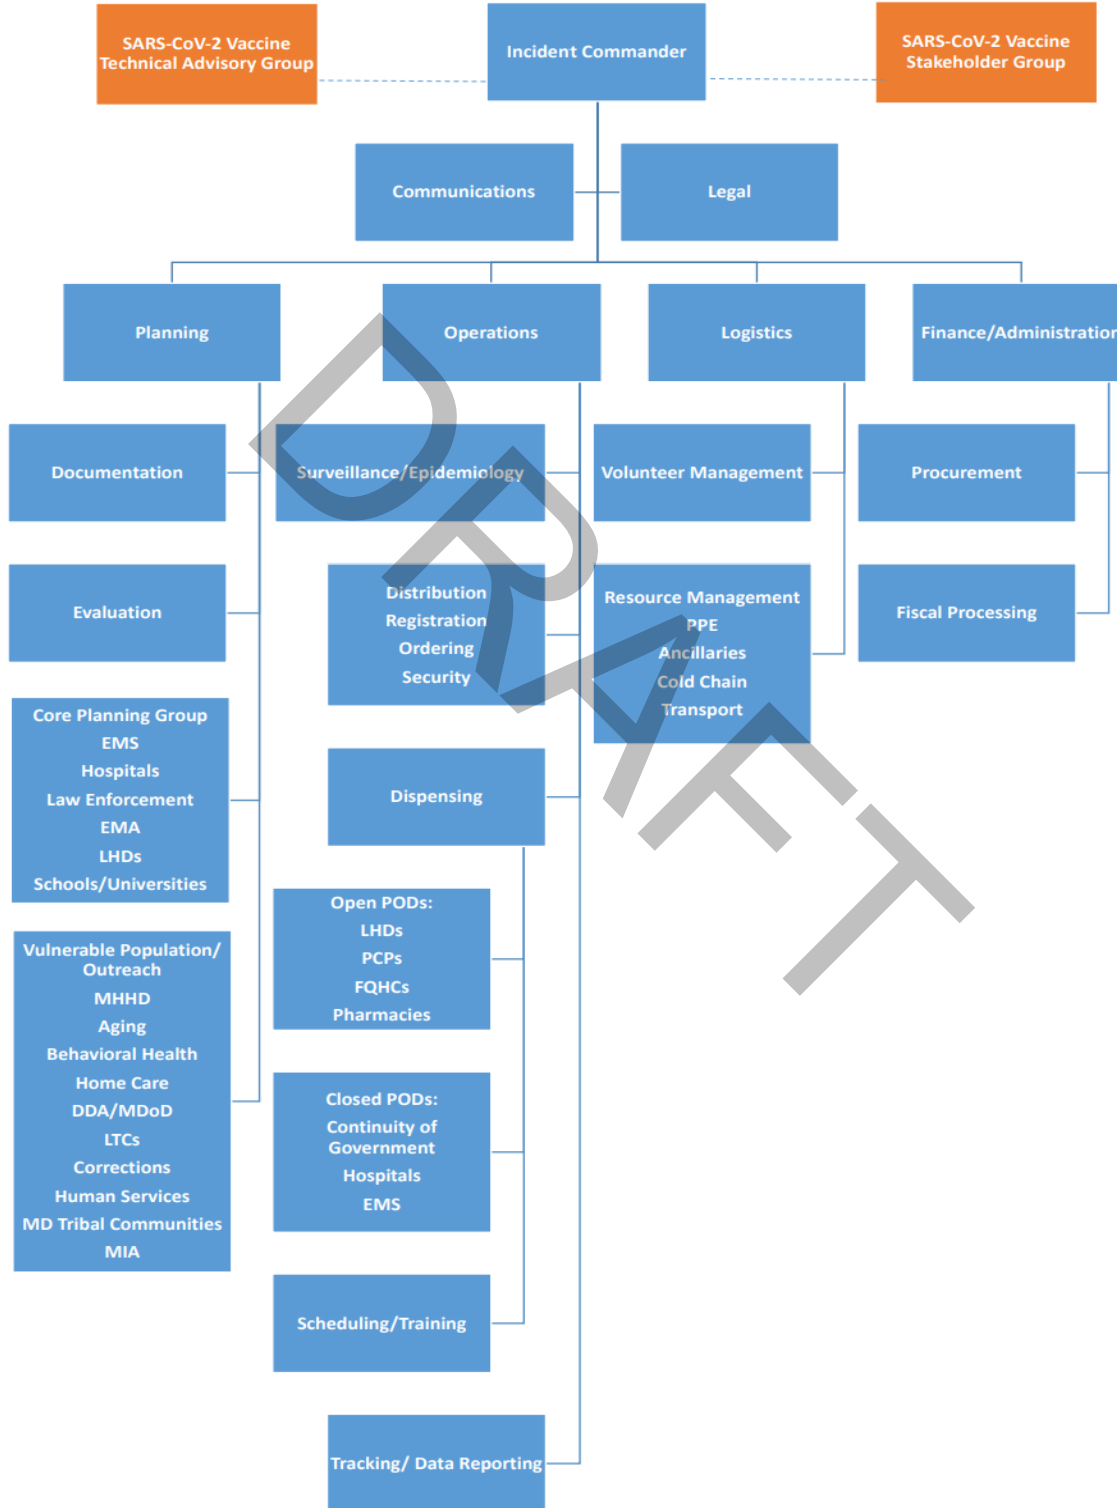 SARS-CoV-2 Vaccine
Technical Advisory Group
Incident Commander
SARS-CoV-2 Vaccine
Stakeholder Group
Communications
Legal
Planning
Operations
Logistics
Finance/Administration
Documentation
Surveillance/Epidemiology
Volunteer Management
Procurement
Evaluation
Distribution
Registration
Ordering
Security
Resource Management
PPE
Ancillaries
Cold Chain
Transport
Fiscal Processing
Core Planning Group
EMS
Hospitals
Law Enforcement
EMA
LHDs
Schools/Universities
Dispensing
Vulnerable Population/
Outreach
MHHD
Aging
Behavioral Health
Home Care
DDA/MDoD
LTCs
Corrections
Human Services
MD Tribal Communities
MIA
Open PODs:
LHDs
PCPs
FQHCs
Pharmacies
Closed PODs:
Continuity of
Government
Hospitals
EMS
Scheduling/Training
Tracking/ Data Reporting
DRAFT